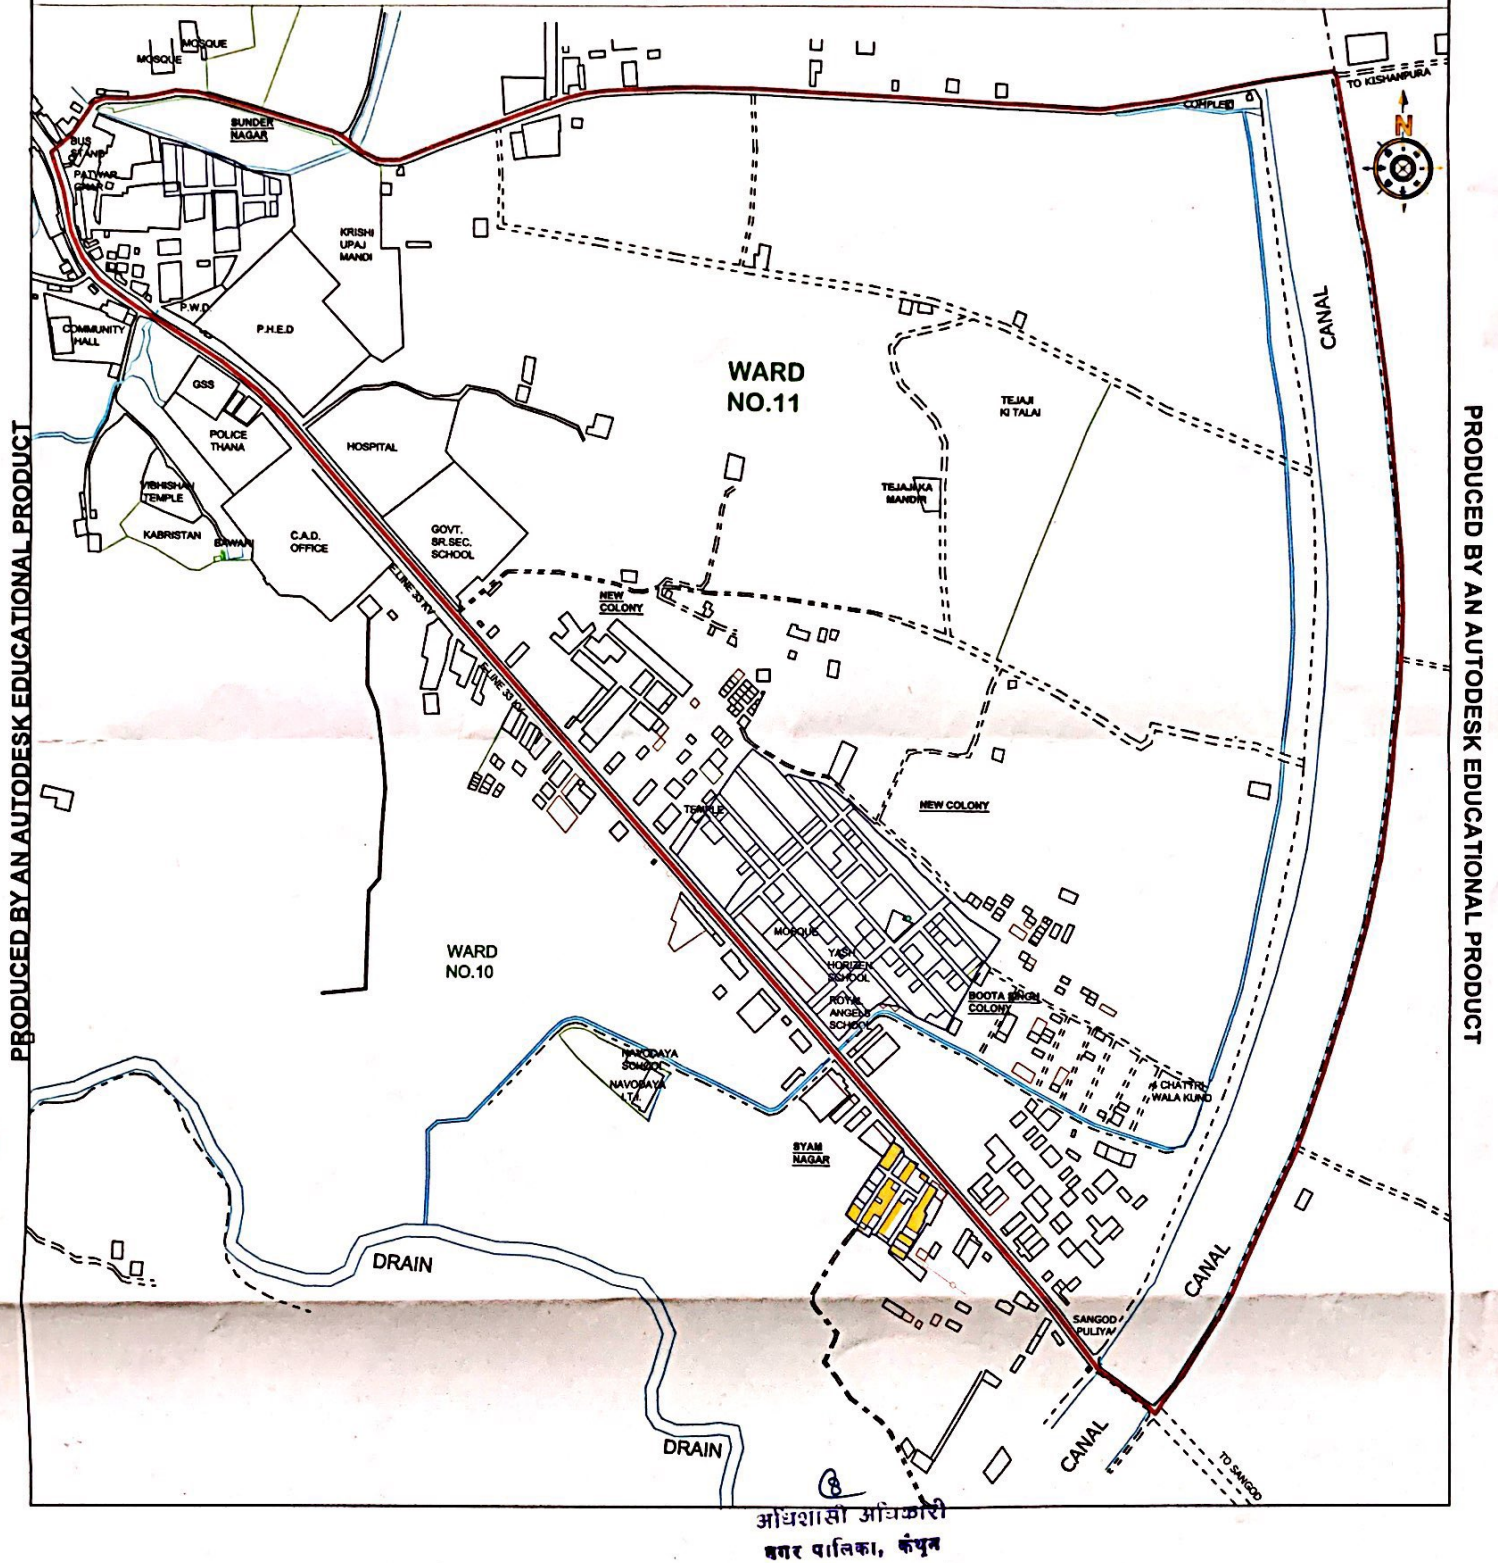 MOSQUE
MOSQUE
TO KISHANPURA
COMPLEX
N
SUNDER
NAGAR
BUS
STAND
PATWAR
GHAR
KRISHI
UPAJ
MANDI
P.W.D.
P.H.E.D
COMMUNITY
HALL
CANAL
GSS
WARD
NO.11
TEJAJI
KI TALAI
POLICE
THANA
HOSPITAL
VIBHISHAN
TEMPLE
TEJAJI KA
MANDIR
KABRISTAN
BAWARI
C.A.D.
OFFICE
GOVT.
SR.SEC.
SCHOOL
E.LINE 33 KV
NEW
COLONY
E.LINE 33 KV
TEMPLE
NEW COLONY
PRODUCED BY AN AUTODESK EDUCATIONAL PRODUCT
PRODUCED BY AN AUTODESK EDUCATIONAL PRODUCT
WARD
NO.10
MOSQUE
YASH
HORIZEN
SCHOOL
ROYAL
ANGELS
SCHOOL
BOOTA SINGH
COLONY
NAVODAYA
SCHOOL
NAVODAYA
I.T.I.
4 CHATTRI
WALA KUND
SYAM
NAGAR
DRAIN
CANAL
SANGOD
PULIYA
DRAIN
CANAL
TO SANGOD
अधिशासी अधिकारी
नगर पालिका, कैथून